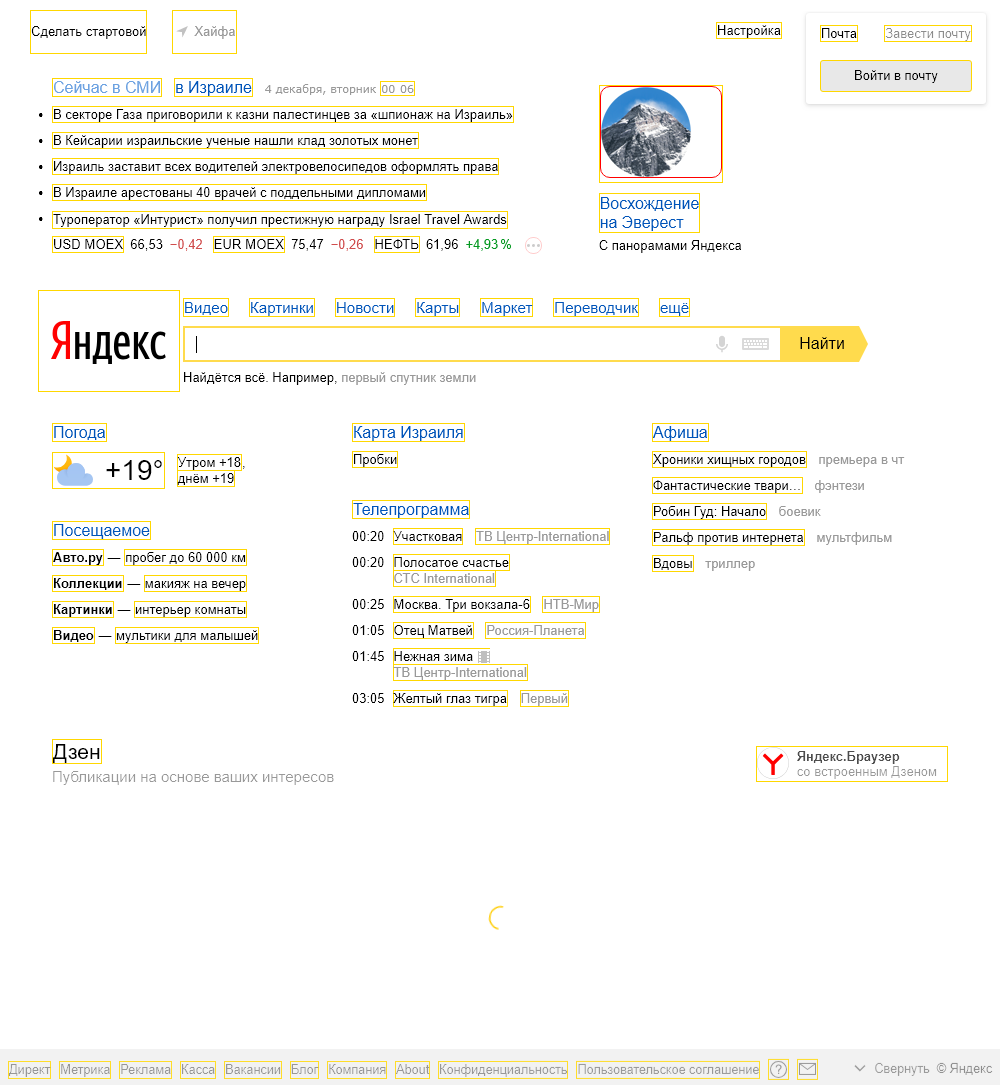 Сделать стартовой Хайфа Настройка Почта Завести почту
Войти в почту
Сейчас в СМИ в Израиле 4 декабря, вторник 00 06
• В секторе Газа приговорили к казни палестинцев за «шпионаж на Израиль»
• В Кейсарии израильские ученые нашли клад золотых монет
• Израиль заставит всех водителей электровелосипедов оформлять права
• В Израиле арестованы 40 врачей с поддельными дипломами
• Туроператор «Интурист» получил престижную награду Israel Travel Awards
USD MOEX 66,53 −0,42 EUR MOEX 75,47 −0,26 НЕФТЬ 61,96 +4,93 %
Восхождение
на Эверест
С панорамами Яндекса
Яндекс
Видео Картинки Новости Карты Маркет Переводчик ещё
Найти
Найдётся всё. Например, первый спутник земли
Погода
+19° Утром +18,
днём +19
Посещаемое
Авто.ру — пробег до 60 000 км
Коллекции — макияж на вечер
Картинки — интерьер комнаты
Видео — мультики для малышей
Карта Израиля
Пробки
Телепрограмма
00:20 Участковая ТВ Центр-International
00:20 Полосатое счастье
СТС International
00:25 Москва. Три вокзала-6 НТВ-Мир
01:05 Отец Матвей Россия-Планета
01:45 Нежная зима
ТВ Центр-International
03:05 Желтый глаз тигра Первый
Афиша
Хроники хищных городов премьера в чт
Фантастические твари... фэнтези
Робин Гуд: Начало боевик
Ральф против интернета мультфильм
Вдовы триллер
Дзен
Публикации на основе ваших интересов
Яндекс.Браузер
со встроенным Дзеном
Директ Метрика Реклама Касса Вакансии Блог Компания About Конфиденциальность Пользовательское соглашение ? Свернуть © Яндекс